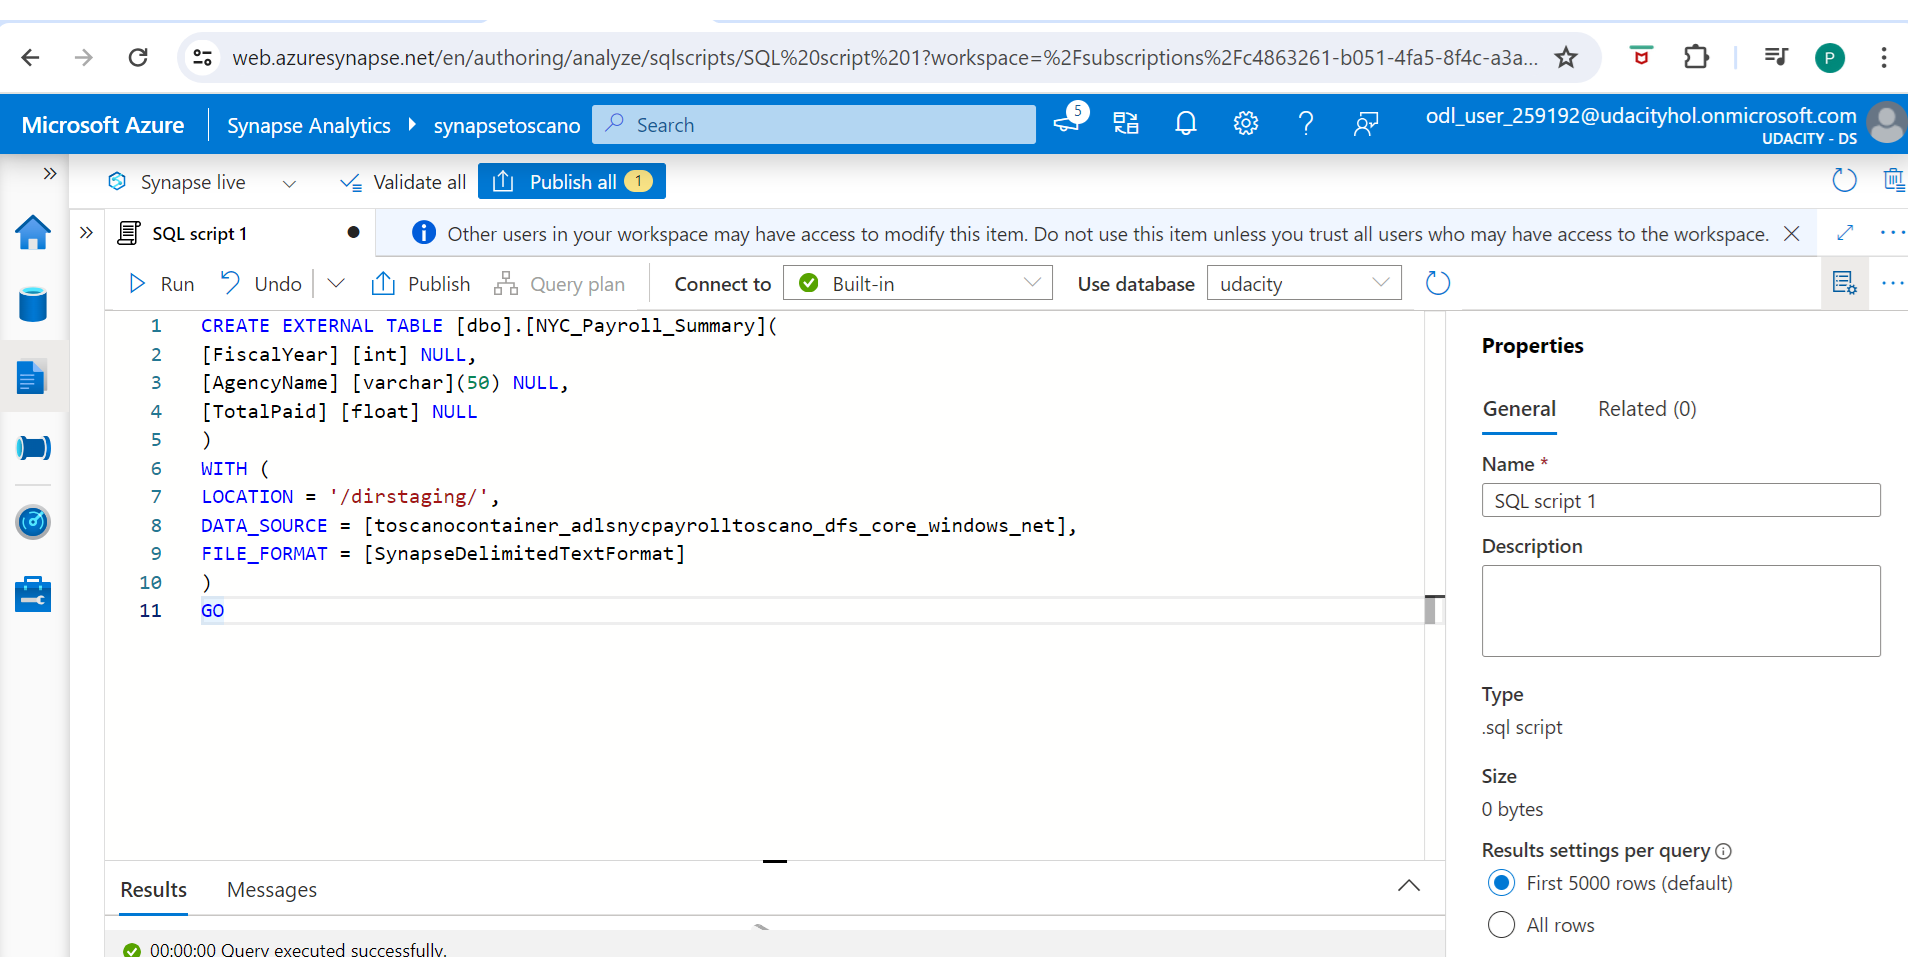 web.azuresynapse.net/en/authoring/analyze/sqlscripts/SQL%20script%201?workspace=%2Fsubscriptions%2Fc4863261-b051-4fa5-8f4c-a3a...
P
Microsoft Azure
Synapse Analytics
synapsetoscano
Search
5
odl_user_259192@udacityhol.onmicrosoft.com
UDACITY - DS
Synapse live
Validate all
Publish all 1
SQL script 1
Other users in your workspace may have access to modify this item. Do not use this item unless you trust all users who may have access to the workspace.
Run
Undo
Publish
Query plan
Connect to
Built-in
Use database
udacity
1 CREATE EXTERNAL TABLE [dbo].[NYC_Payroll_Summary](
2 [FiscalYear] [int] NULL,
3 [AgencyName] [varchar](50) NULL,
4 [TotalPaid] [float] NULL
5 )
6 WITH (
7 LOCATION = '/dirstaging/',
8 DATA_SOURCE = [toscanocontainer_adlsnycpayrolltoscano_dfs_core_windows_net],
9 FILE_FORMAT = [SynapseDelimitedTextFormat]
10 )
11 GO
Results
Messages
00:00:00 Query executed successfully.
Properties
General
Related (0)
Name *
SQL script 1
Description
Type
.sql script
Size
0 bytes
Results settings per query
First 5000 rows (default)
All rows